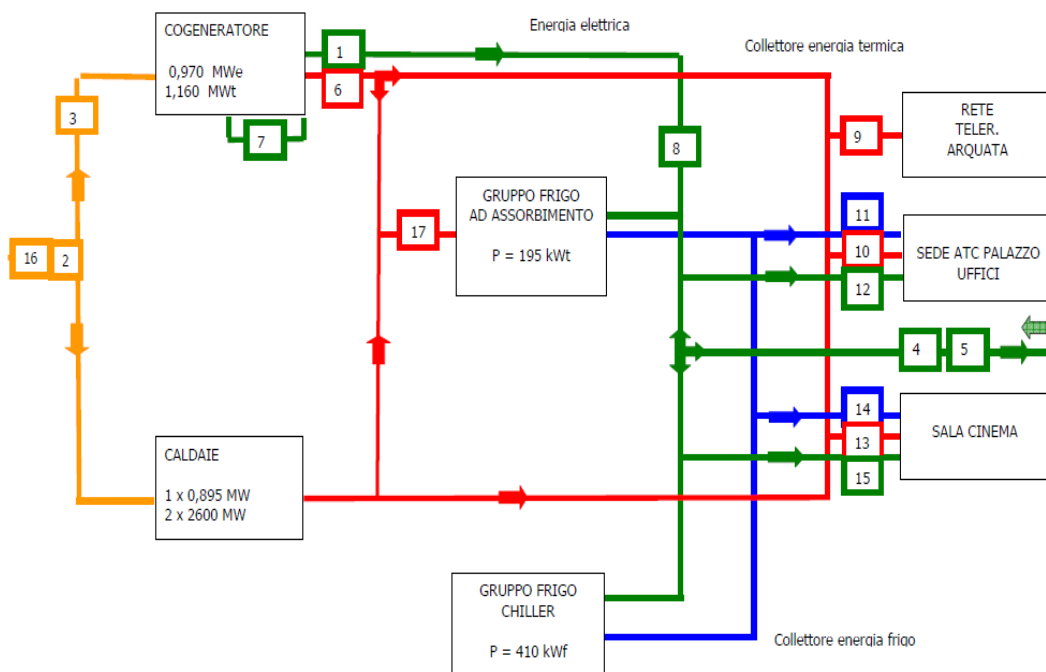 COGENERATORE
0,970 MWe
1,160 MWt
1
6
7
3
16
2
Energia elettrica
Collettore energia termica
8
9
RETE
TELER.
ARQUATA
GRUPPO FRIGO
AD ASSORBIMENTO
P = 195 kWt
17
11
10
12
SEDE ATC PALAZZO
UFFICI
4
5
14
13
15
SALA CINEMA
CALDAIE
1 x 0,895 MW
2 x 2600 MW
GRUPPO FRIGO
CHILLER
P = 410 kWf
Collettore energia frigo